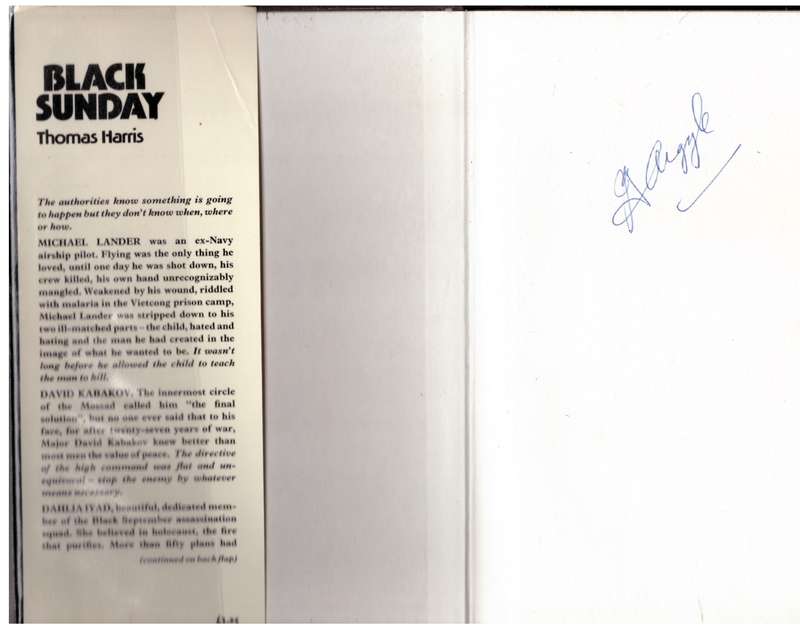 BLACK
SUNDAY
Thomas Harris
The authorities know something is going
to happen but they don't know when, where
or how.
MICHAEL LANDER was an ex-Navy
airship pilot. Flying was the only thing he
loved, until one day he was shot down, his
crew killed, his own hand unrecognizably
mangled. Weakened by his wound, riddled
with malaria in the Vietcong prison camp,
Michael Lander was stripped down to his
two ill-matched parts – the child, hated and
hating and the man he had created in the
image of what he wanted to be. It wasn't
long before he allowed the child to teach
the man to kill.
DAVID KABAKOV. The innermost circle
of the Mossad called him "the final
solution", but no one ever said that to his
face, for after twenty-seven years of war,
Major David Kabakov knew better than
most men the value of peace. The directive
of the high command was flat and un-
equivocal – stop the enemy by whatever
means necessary.
DAHLIA IYAD, beautiful, dedicated mem-
ber of the Black September assassination
squad. She believed in holocaust, the fire
that purifies. More than fifty plans had
(continued on back flap)
Argyle